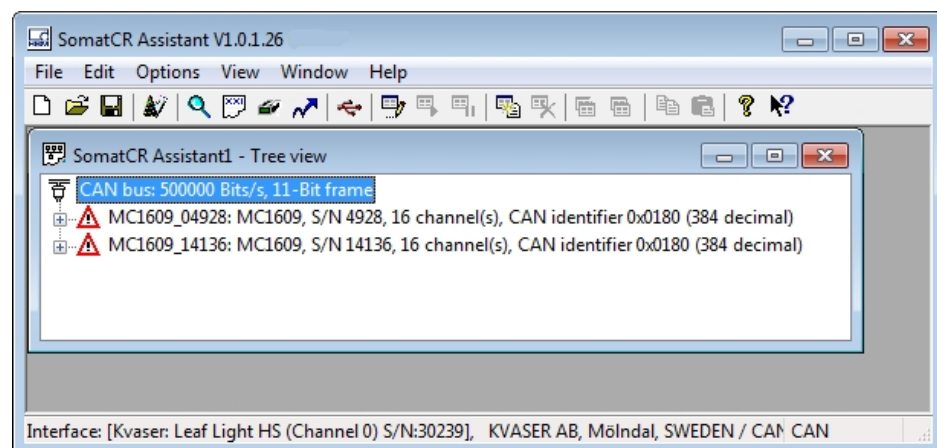 SomatCR Assistant V1.0.1.26
File Edit Options View Window Help
SomatCR Assistant1 - Tree view
CAN bus: 500000 Bits/s, 11-Bit frame
MC1609_04928: MC1609, S/N 4928, 16 channel(s), CAN identifier 0x0180 (384 decimal)
MC1609_14136: MC1609, S/N 14136, 16 channel(s), CAN identifier 0x0180 (384 decimal)
Interface: [Kvaser: Leaf Light HS (Channel 0) S/N:30239], KVASER AB, Mölndal, SWEDEN / CAN CAN